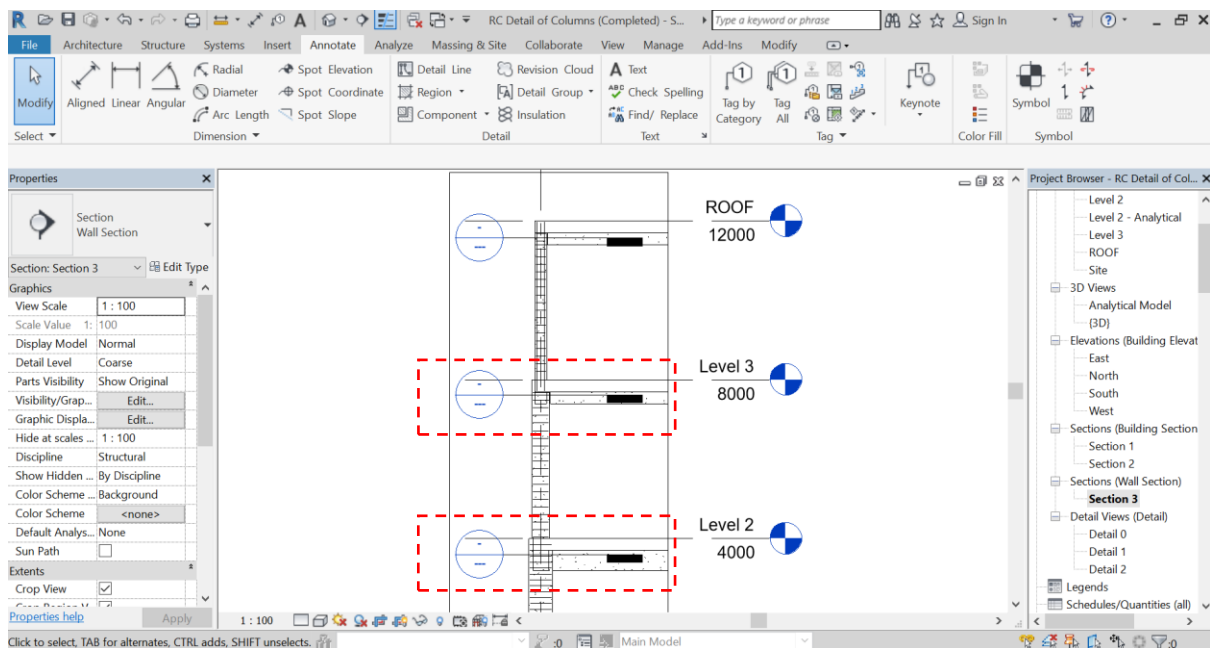 RC Detail of Columns (Completed) - S... Type a keyword or phrase Sign In
File Architecture Structure Systems Insert Annotate Analyze Massing & Site Collaborate View Manage Add-Ins Modify
Modify
Select
Aligned Linear Angular
Radial
Diameter
Arc Length
Spot Elevation
Spot Coordinate
Spot Slope
Dimension
Detail Line
Region
Component
Revision Cloud
Detail Group
Insulation
Detail
A Text
ABC Check Spelling
Find/ Replace
Text
Tag by Category
Tag All
Tag
Keynote
Color Fill
Symbol
Symbol
Properties
Section
Wall Section
Section: Section 3 Edit Type
Graphics
View Scale 1 : 100
Scale Value 1: 100
Display Model Normal
Detail Level Coarse
Parts Visibility Show Original
Visibility/Grap... Edit...
Graphic Displa... Edit...
Hide at scales ... 1 : 100
Discipline Structural
Show Hidden ... By Discipline
Color Scheme ... Background
Color Scheme <none>
Default Analys... None
Sun Path
Extents
Crop View
Properties help Apply
ROOF
12000
Level 3
8000
Level 2
4000
1 : 100
Project Browser - RC Detail of Col...
Level 2
Level 2 - Analytical
Level 3
ROOF
Site
3D Views
Analytical Model
{3D}
Elevations (Building Elevat
East
North
South
West
Sections (Building Section
Section 1
Section 2
Sections (Wall Section)
Section 3
Detail Views (Detail)
Detail 0
Detail 1
Detail 2
Legends
Schedules/Quantities (all)
Click to select, TAB for alternates, CTRL adds, SHIFT unselects. :0 Main Model :0